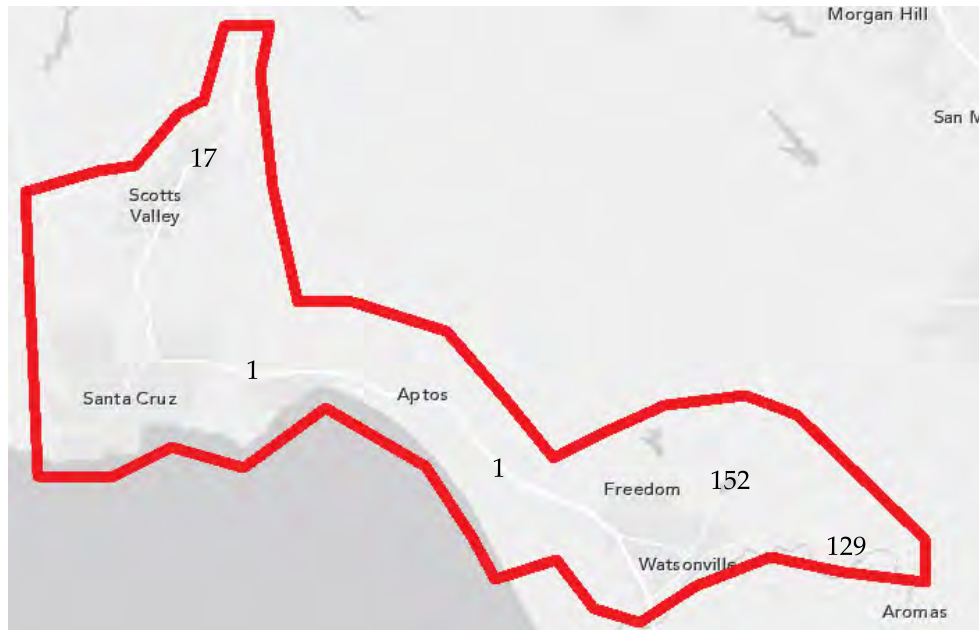 Morgan Hill
San M
17
Scotts
Valley
1
Santa Cruz
Aptos
1
Freedom
152
129
Watsonville
Aromas